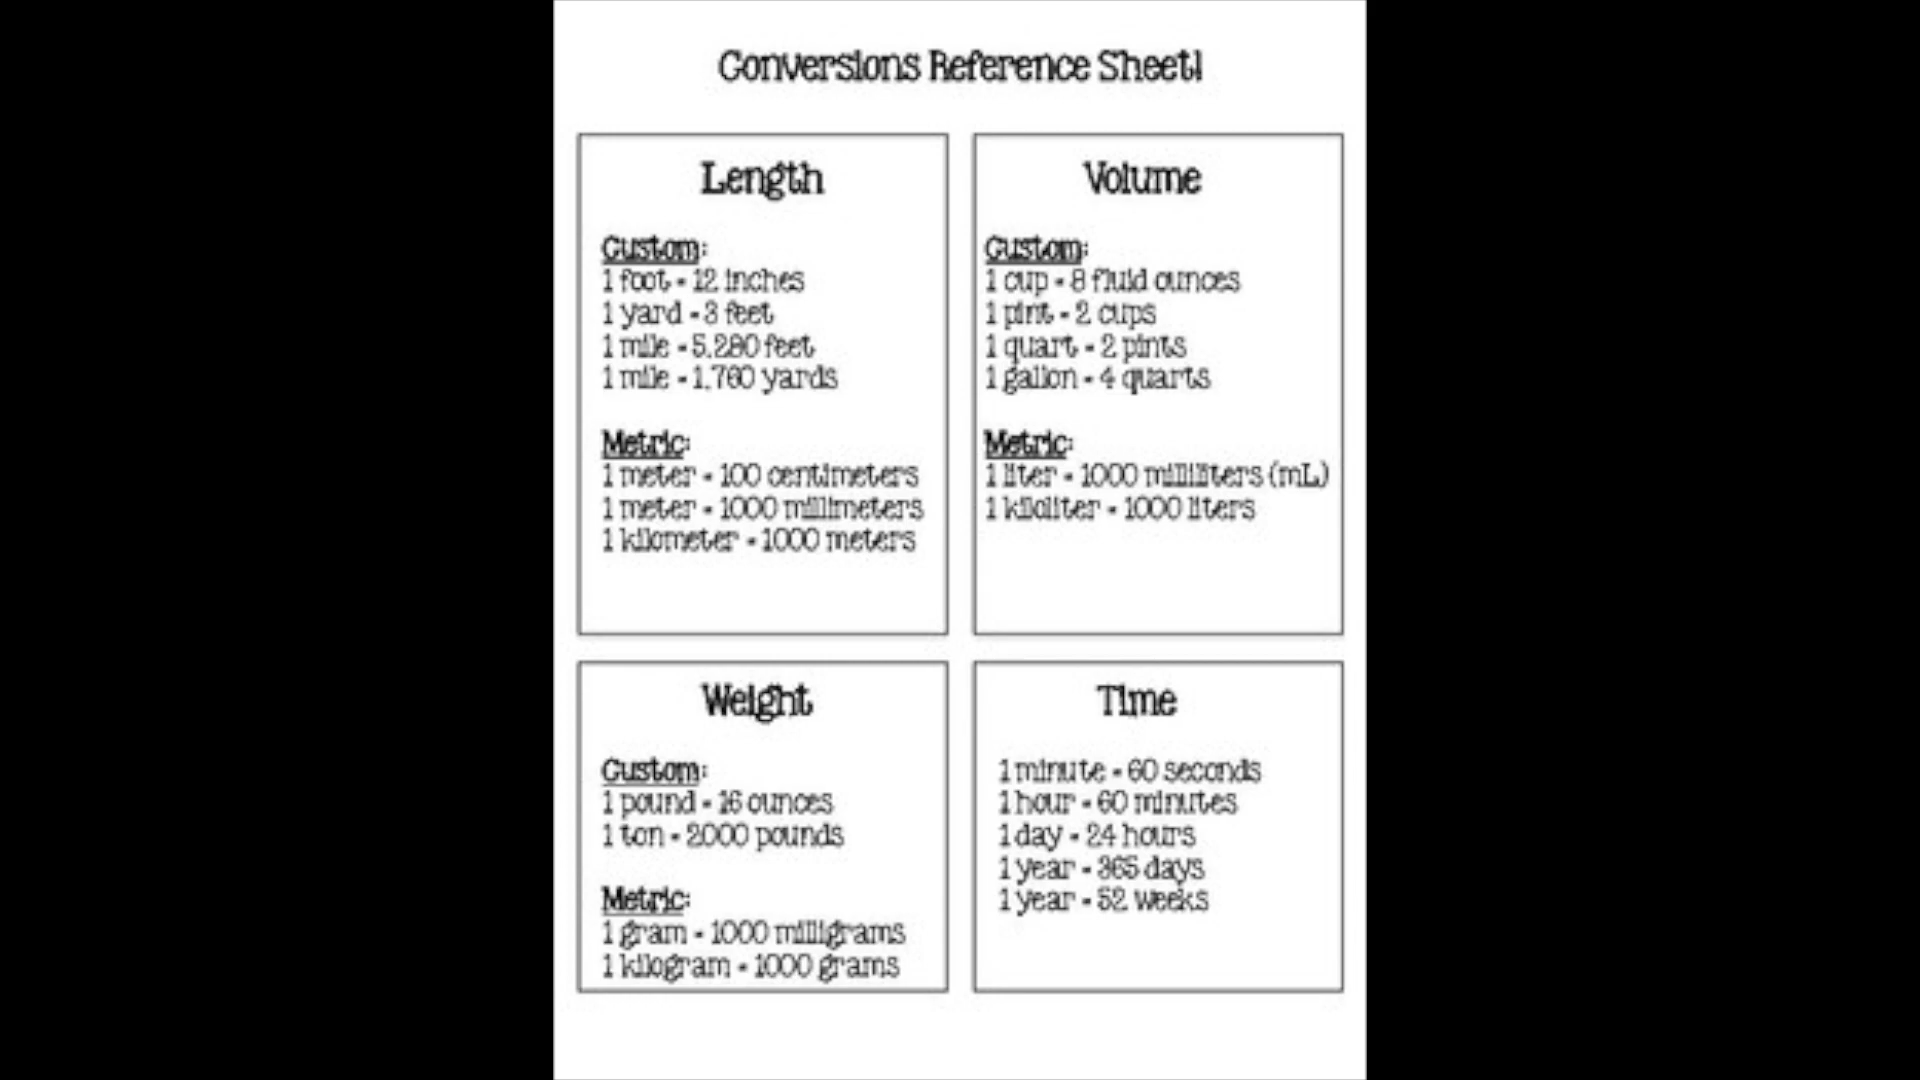 Conversions Reference Sheet!
Length
Custom:
1 foot = 12 inches
1 yard = 3 feet
1 mile = 5,280 feet
1 mile = 1,760 yards
Metric:
1 meter = 100 centimeters
1 meter = 1000 millimeters
1 kilometer = 1000 meters
Volume
Custom:
1 cup = 8 fluid ounces
1 pint = 2 cups
1 quart = 2 pints
1 gallon = 4 quarts
Metric:
1 liter = 1000 milliliters (mL)
1 kiloliter = 1000 liters
Weight
Custom:
1 pound = 16 ounces
1 ton = 2000 pounds
Metric:
1 gram = 1000 milligrams
1 kilogram = 1000 grams
Time
1 minute = 60 seconds
1 hour = 60 minutes
1 day = 24 hours
1 year = 365 days
1 year = 52 weeks